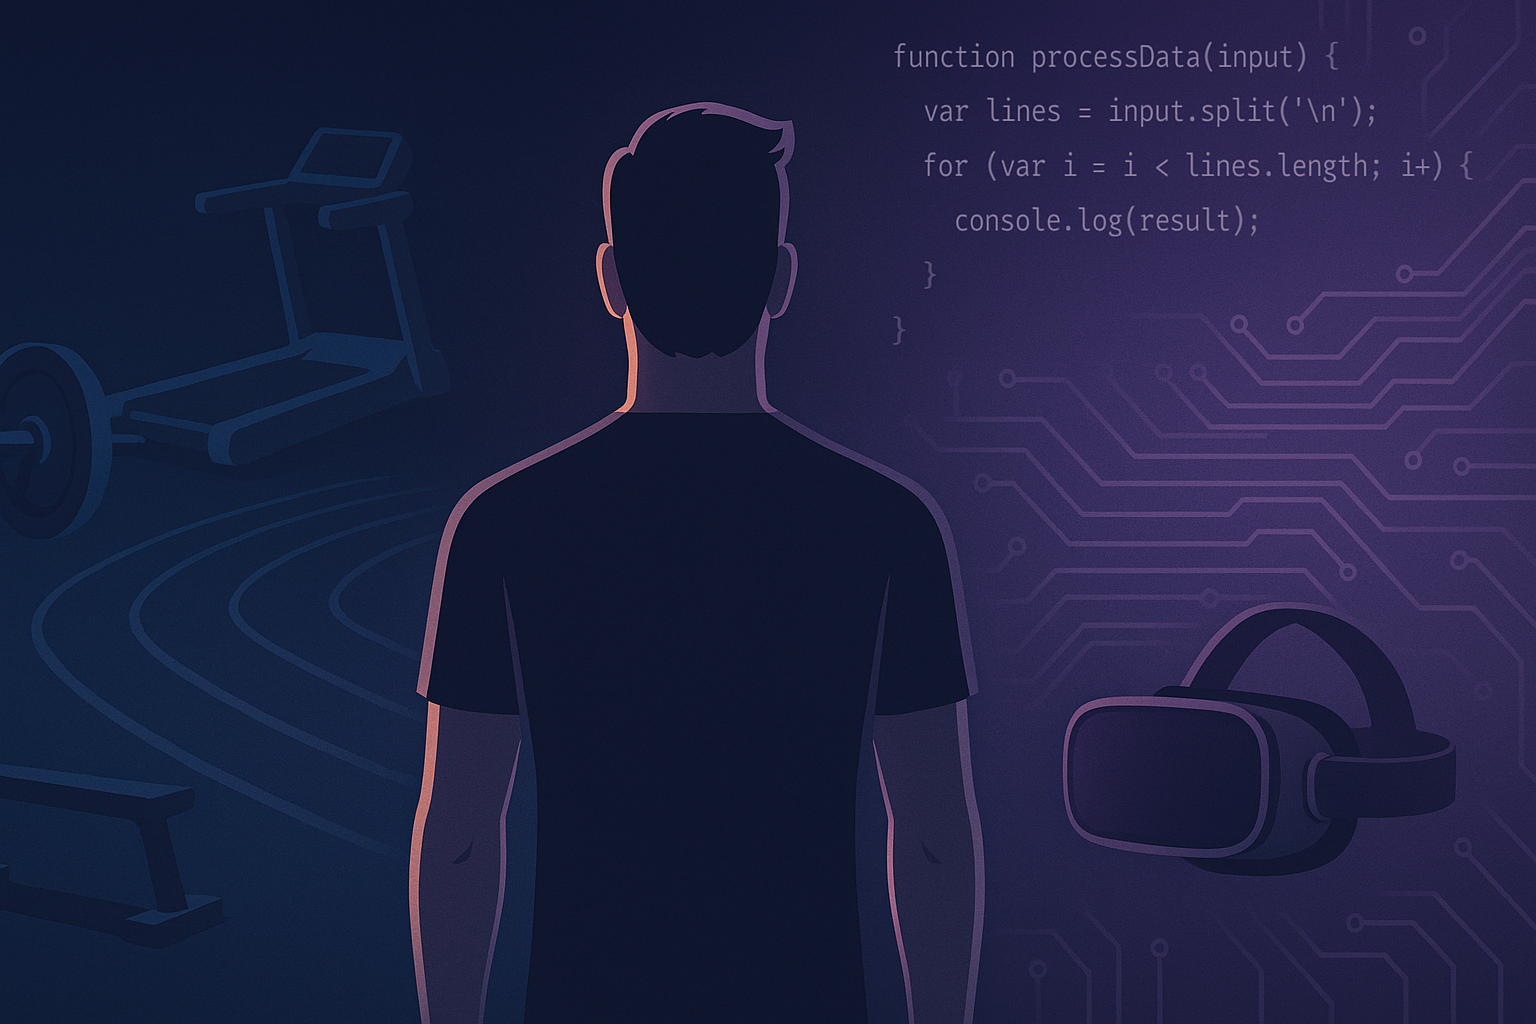 function processData(input) {
var lines = input.split('\n');
for (var i = i < lines.length; i+) {
console.log(result);
}
}